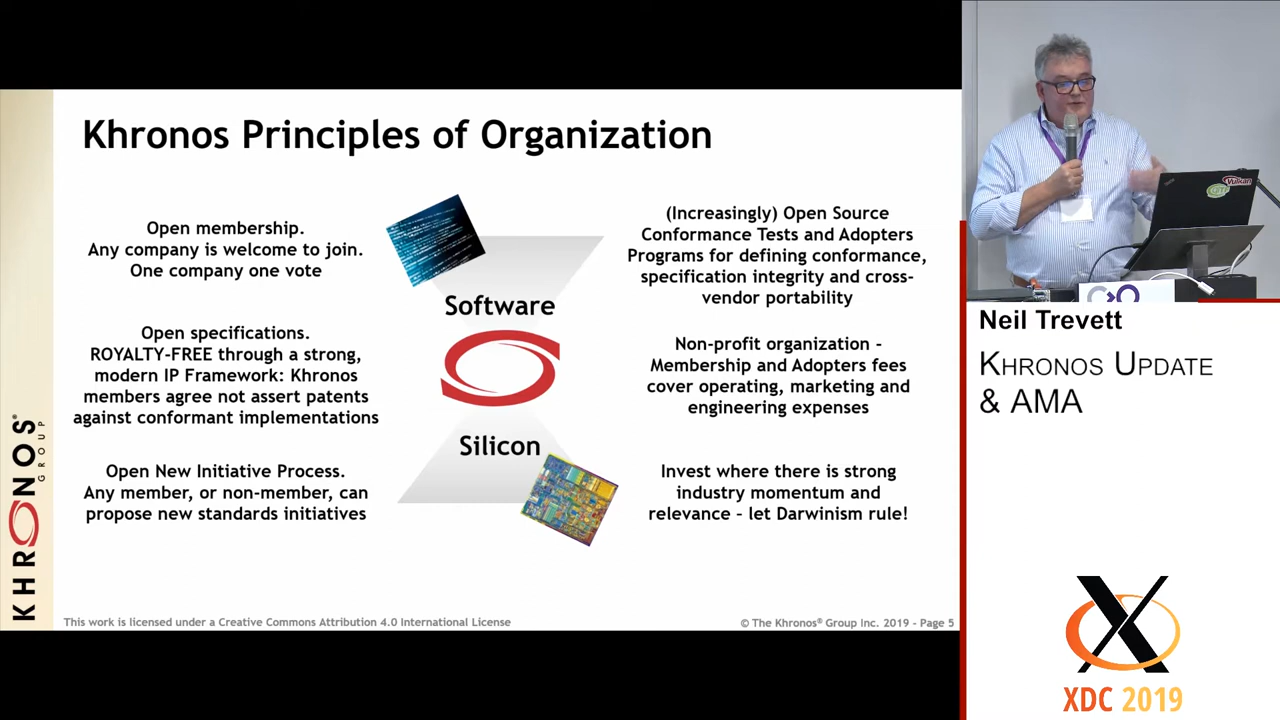 Khronos Principles of Organization
Open membership.
Any company is welcome to join.
One company one vote
Open specifications.
ROYALTY-FREE through a strong,
modern IP Framework: Khronos
members agree not assert patents
against conformant implementations
Open New Initiative Process.
Any member, or non-member, can
propose new standards initiatives
Software
Silicon
(Increasingly) Open Source
Conformance Tests and Adopters
Programs for defining conformance,
specification integrity and cross-
vendor portability
Non-profit organization –
Membership and Adopters fees
cover operating, marketing and
engineering expenses
Invest where there is strong
industry momentum and
relevance – let Darwinism rule!
KHRONOS®
GROUP
This work is licensed under a Creative Commons Attribution 4.0 International License
© The Khronos® Group Inc. 2019 - Page 5
Vulkan
Neil Trevett
KHRONOS UPDATE
& AMA
X
XDC 2019